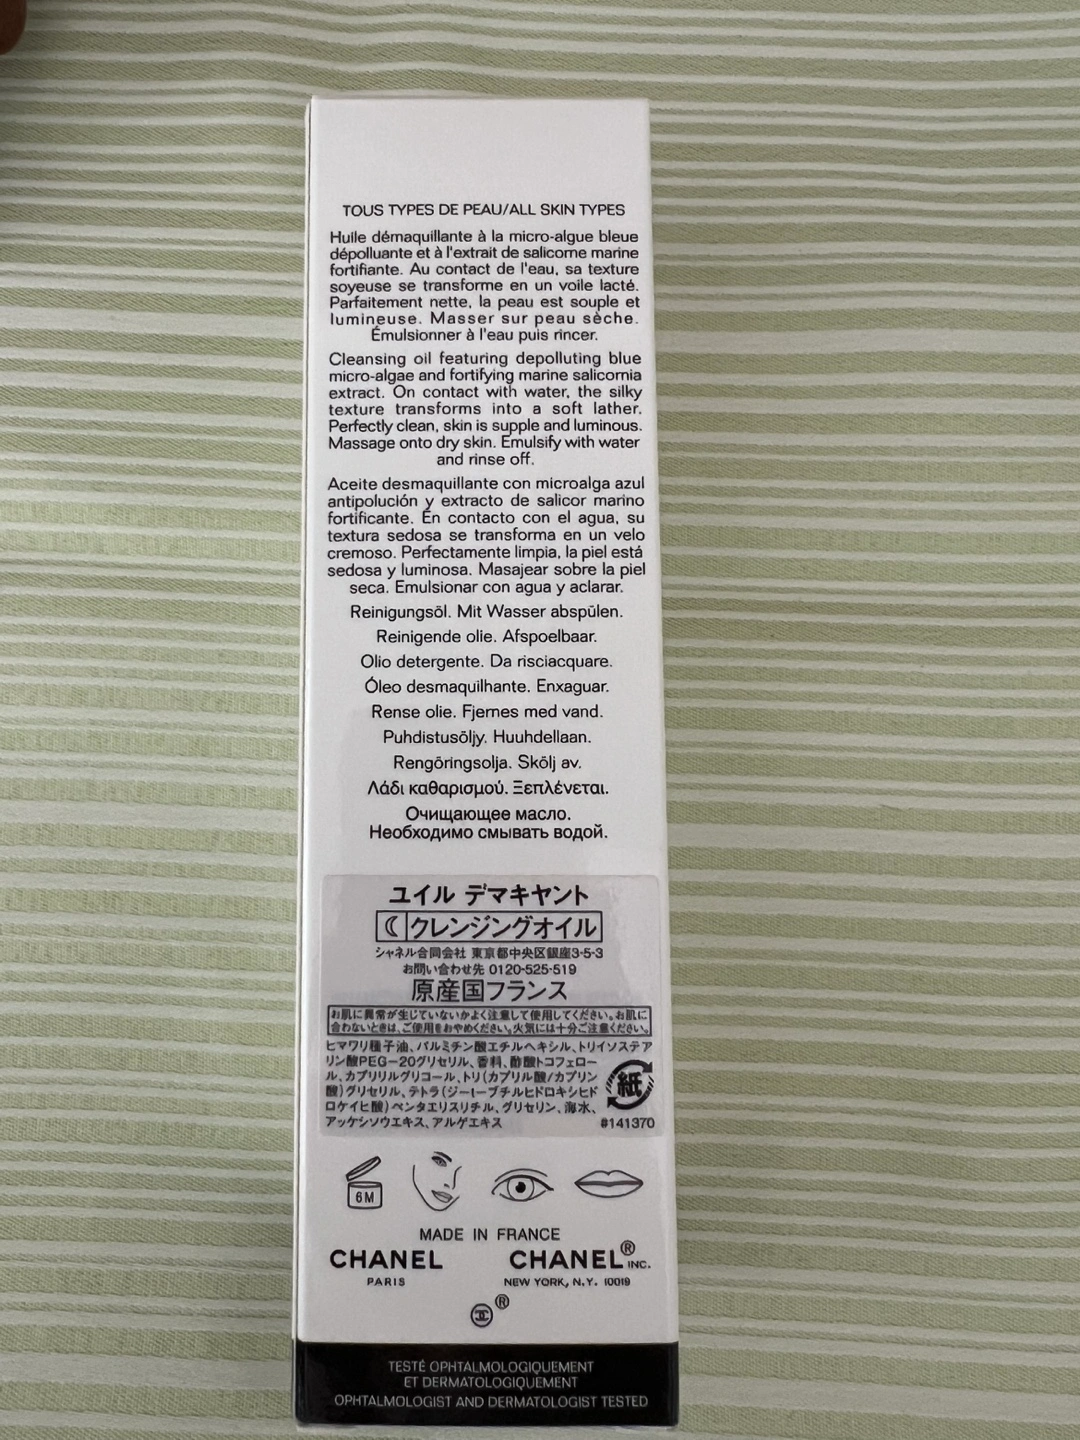 TOUS TYPES DE PEAU/ALL SKIN TYPES
Huile démaquillante à la micro-algue bleue
dépolluante et à l'extrait de salicorne marine
fortifiante. Au contact de l'eau, sa texture
soyeuse se transforme en un voile lacté.
Parfaitement nette, la peau est souple et
lumineuse. Masser sur peau sèche.
Émulsionner à l'eau puis rincer.
Cleansing oil featuring depolluting blue
micro-algae and fortifying marine salicornia
extract. On contact with water, the silky
texture transforms into a soft lather.
Perfectly clean, skin is supple and luminous.
Massage onto dry skin. Emulsify with water
and rinse off.
Aceite desmaquillante con microalga azul
antipolución y extracto de salicor marino
fortificante. En contacto con el agua, su
textura sedosa se transforma en un velo
cremoso. Perfectamente limpia, la piel está
sedosa y luminosa. Masajear sobre la piel
seca. Emulsionar con agua y aclarar.
Reinigungsöl. Mit Wasser abspülen.
Reinigende olie. Afspoelbaar.
Olio detergente. Da risciacquare.
Óleo desmaquilhante. Enxaguar.
Rense olie. Fjernes med vand.
Puhdistusöljy. Huuhdellaan.
Rengöringsolja. Skölj av.
Λάδι καθαρισμού. Ξεπλένεται.
Очищающее масло.
Необходимо смывать водой.
ユイル デマキヤント
クレンジングオイル
シャネル合同会社 東京都中央区銀座3-5-3
お問い合わせ先 0120-525-519
原産国フランス
お肌に異常が生じていないかよく注意して使用してください。お肌に
合わないときは、ご使用をおやめください。火気には十分ご注意ください。
ヒマワリ種子油、パルミチン酸エチルヘキシル、トリイソステア
リン酸PEG-20グリセリル、香料、酢酸トコフェロー
ル、カプリリルグリコール、トリ(カプリル酸/カプリン
酸)グリセリル、テトラ(ジ-t-ブチルヒドロキシヒド
ロケイヒ酸)ペンタエリスリチル、グリセリン、海水、
アッケシソウエキス、アルゲエキス
紙
#141370
6M
MADE IN FRANCE
CHANEL CHANEL® INC.
PARIS NEW YORK, N.Y. 10019
®
TESTÉ OPHTALMOLOGIQUEMENT
ET DERMATOLOGIQUEMENT
OPHTALMOLOGIST AND DERMATOLOGIST TESTED